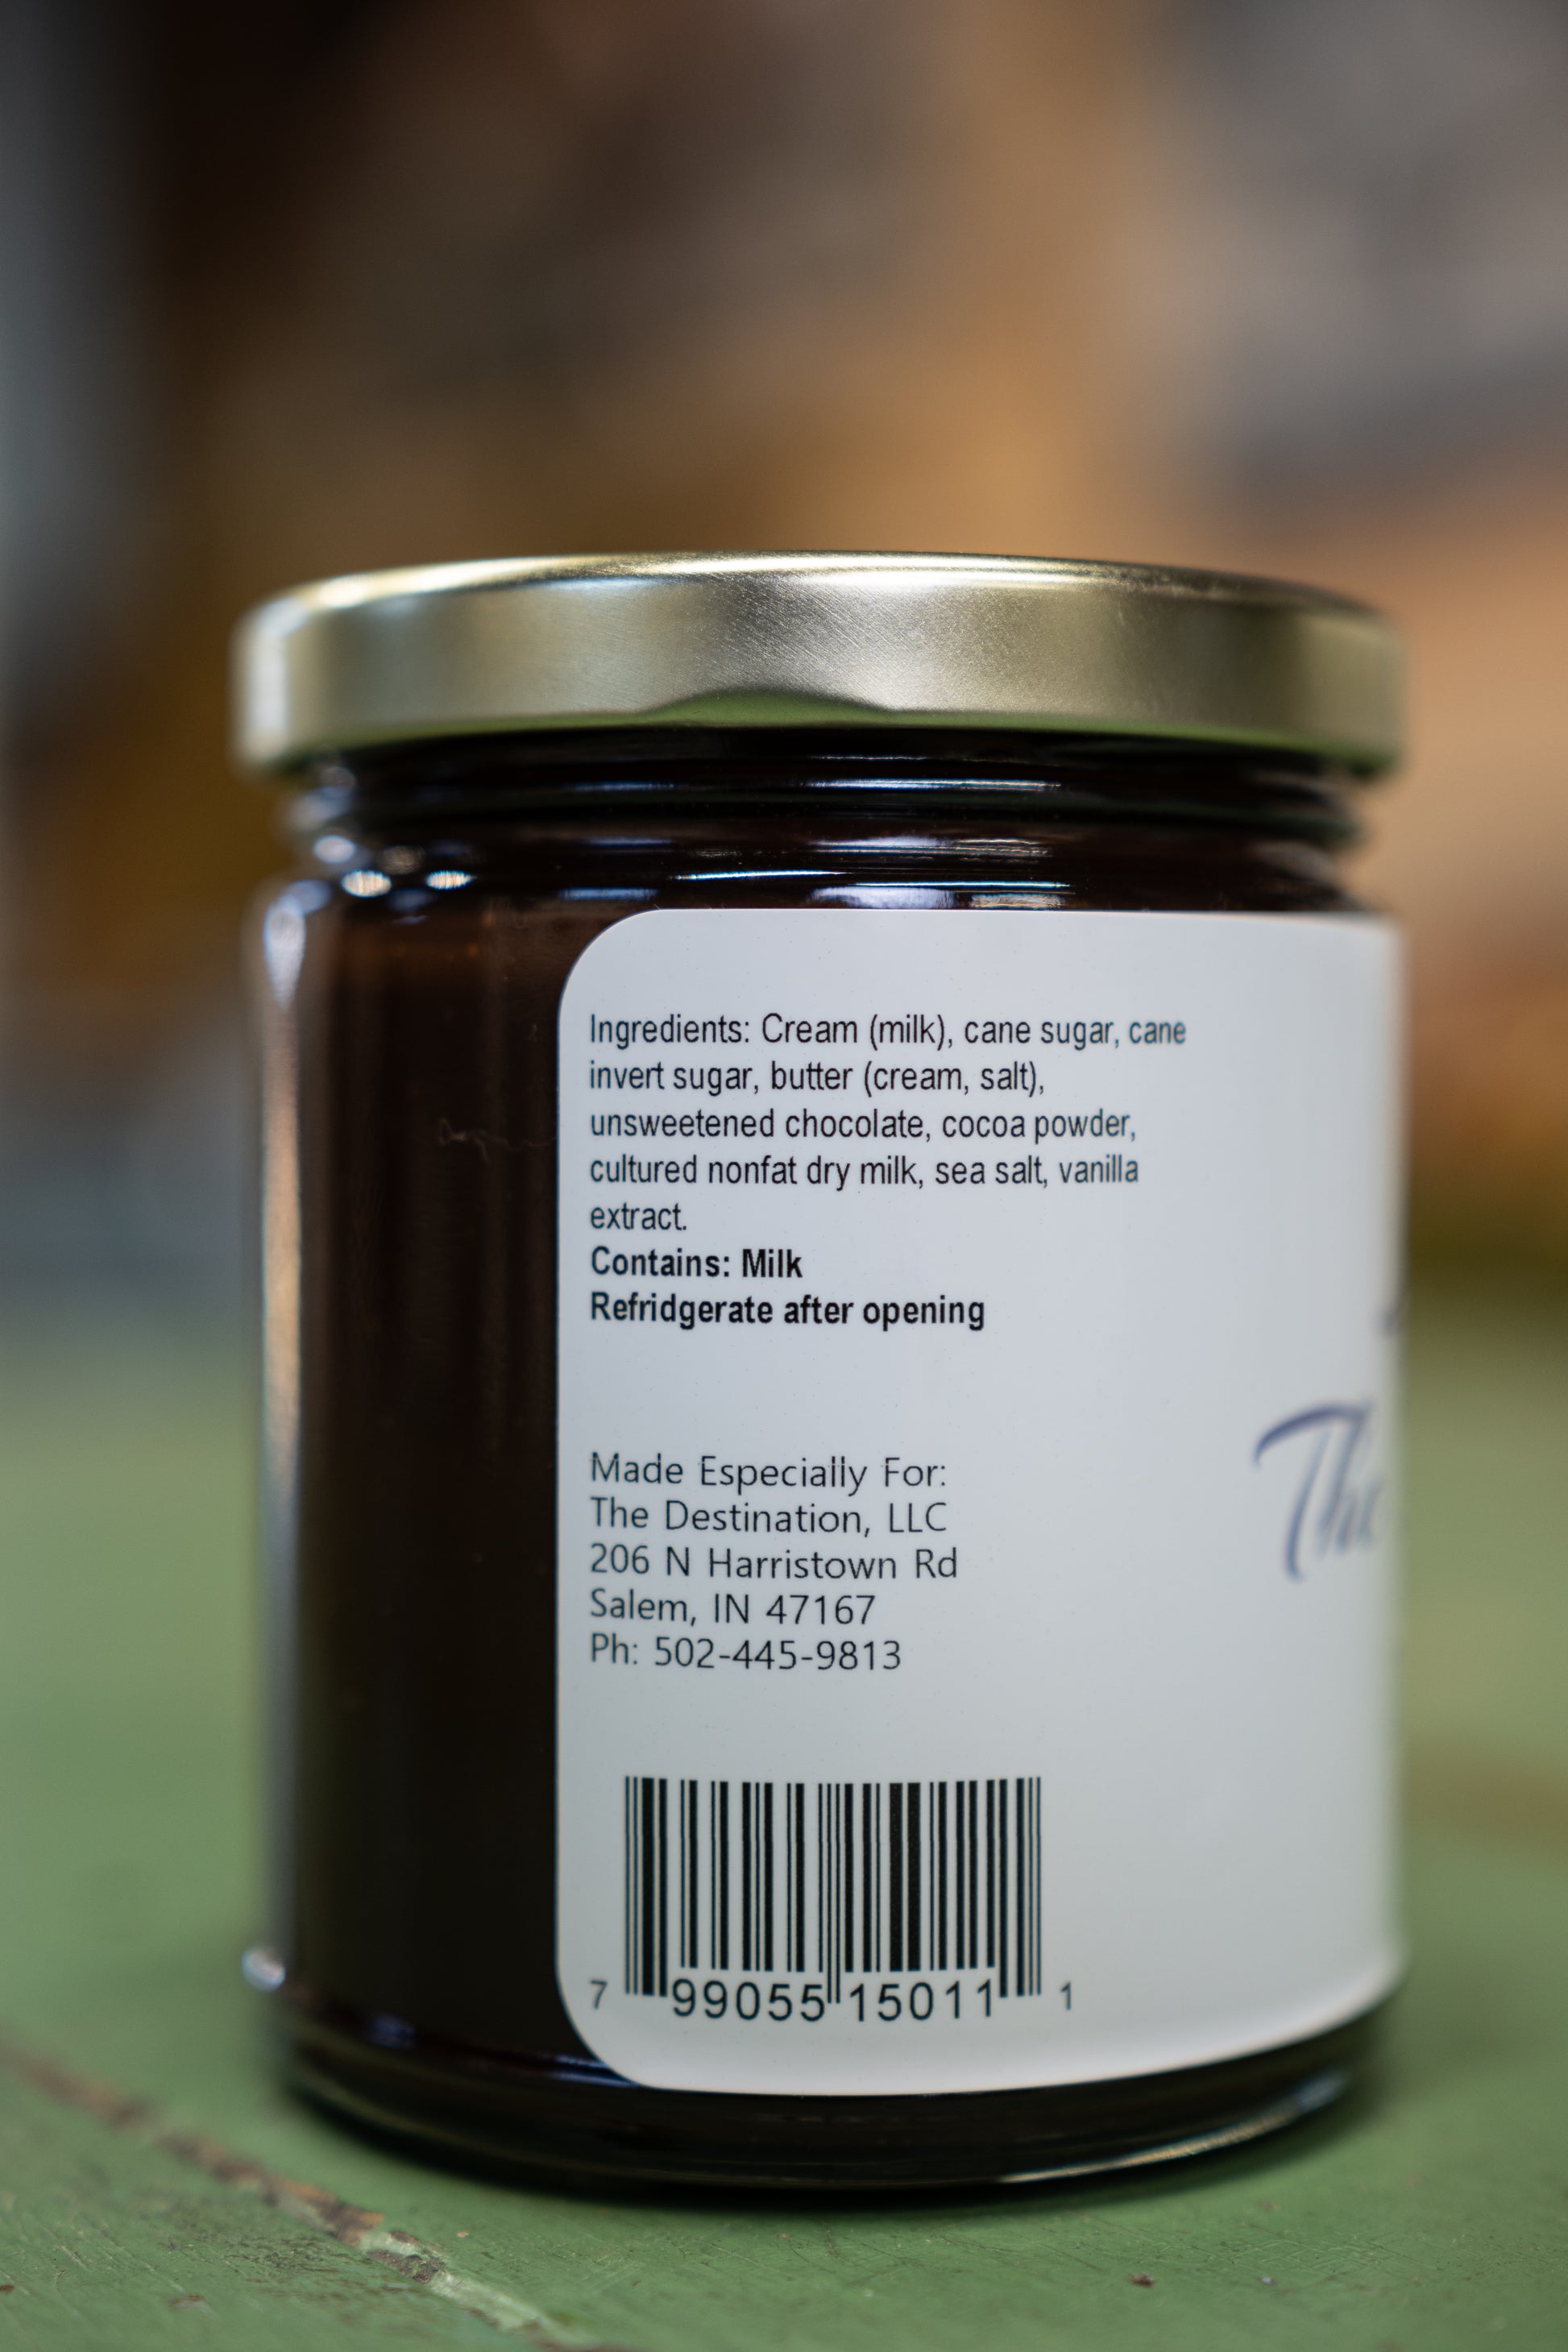 Ingredients: Cream (milk), cane sugar, cane
invert sugar, butter (cream, salt),
unsweetened chocolate, cocoa powder,
cultured nonfat dry milk, sea salt, vanilla
extract.
Contains: Milk
Refridgerate after opening
Made Especially For:
The Destination, LLC
206 N Harristown Rd
Salem, IN 47167
Ph: 502-445-9813
7 99055 15011 1
The